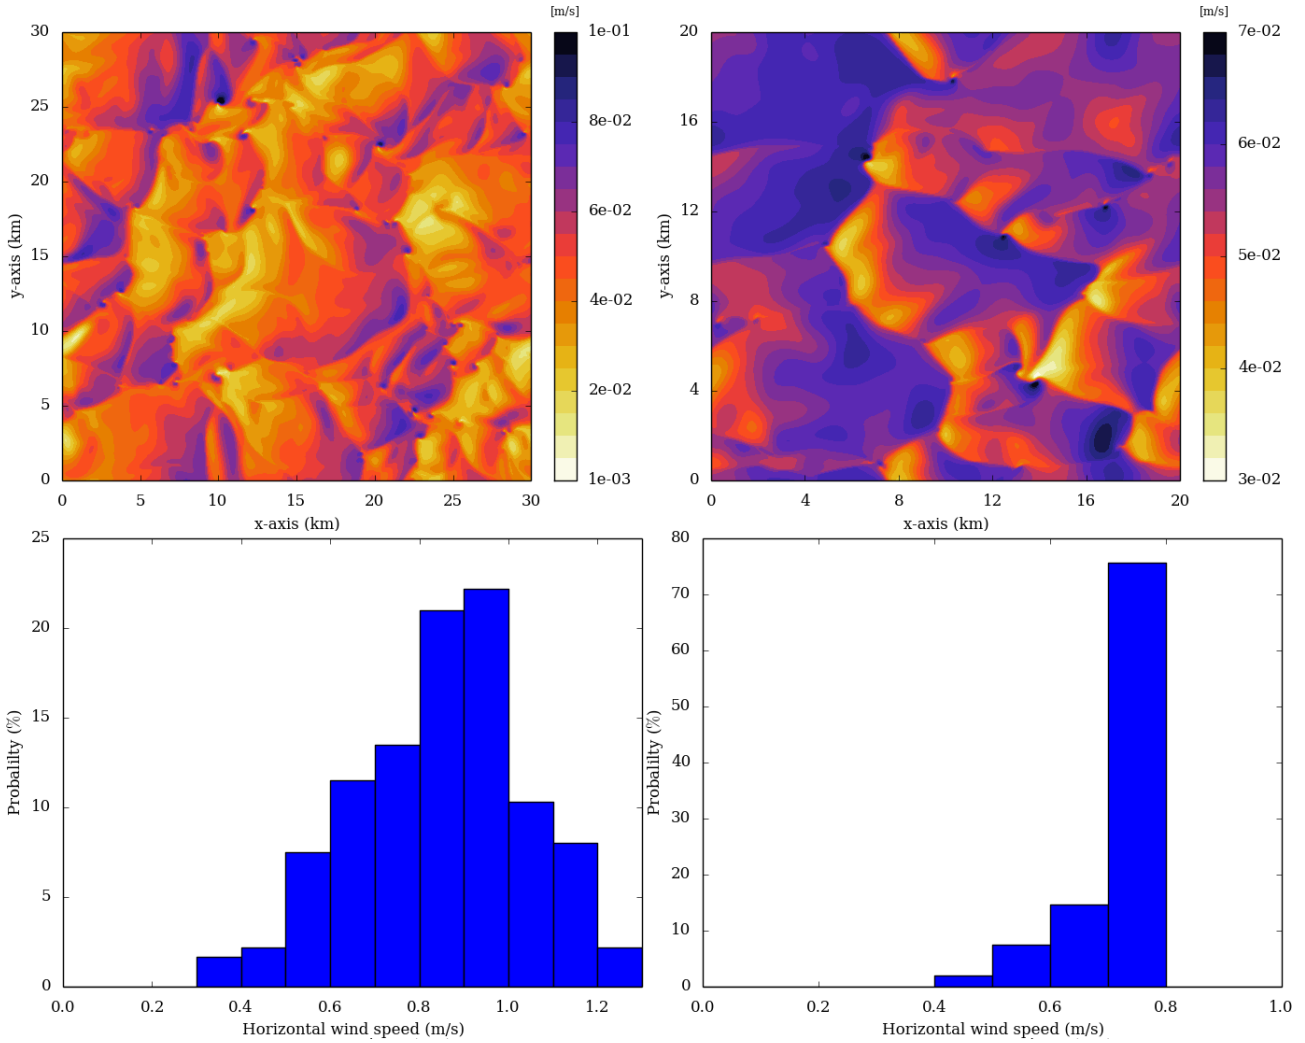 [m/s]
30
25
20
15
10
5
0
y-axis (km)
0 5 10 15 20 25 30
x-axis (km)
1e-01
8e-02
6e-02
4e-02
2e-02
1e-03
[m/s]
20
16
12
8
4
0
y-axis (km)
0 4 8 12 16 20
x-axis (km)
7e-02
6e-02
5e-02
4e-02
3e-02
25
20
15
10
5
0
Probalilty (%)
0.0 0.2 0.4 0.6 0.8 1.0 1.2
Horizontal wind speed (m/s)
80
70
60
50
40
30
20
10
0
Probalilty (%)
0.0 0.2 0.4 0.6 0.8 1.0
Horizontal wind speed (m/s)